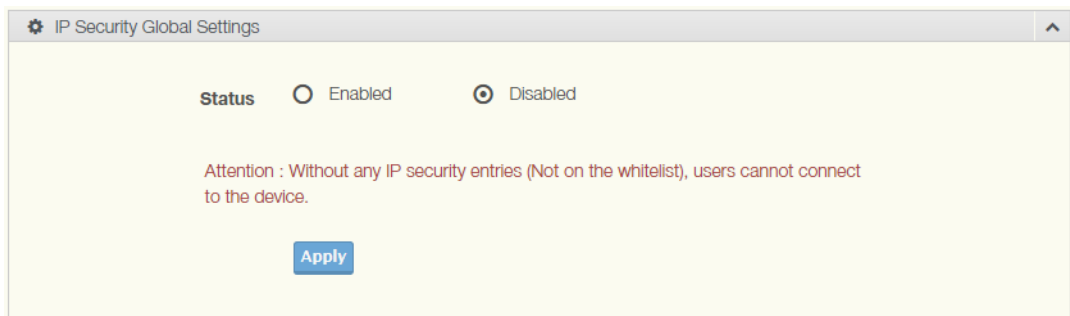 IP Security Global Settings
Status Enabled Disabled
Attention : Without any IP security entries (Not on the whitelist), users cannot connect
to the device.
Apply